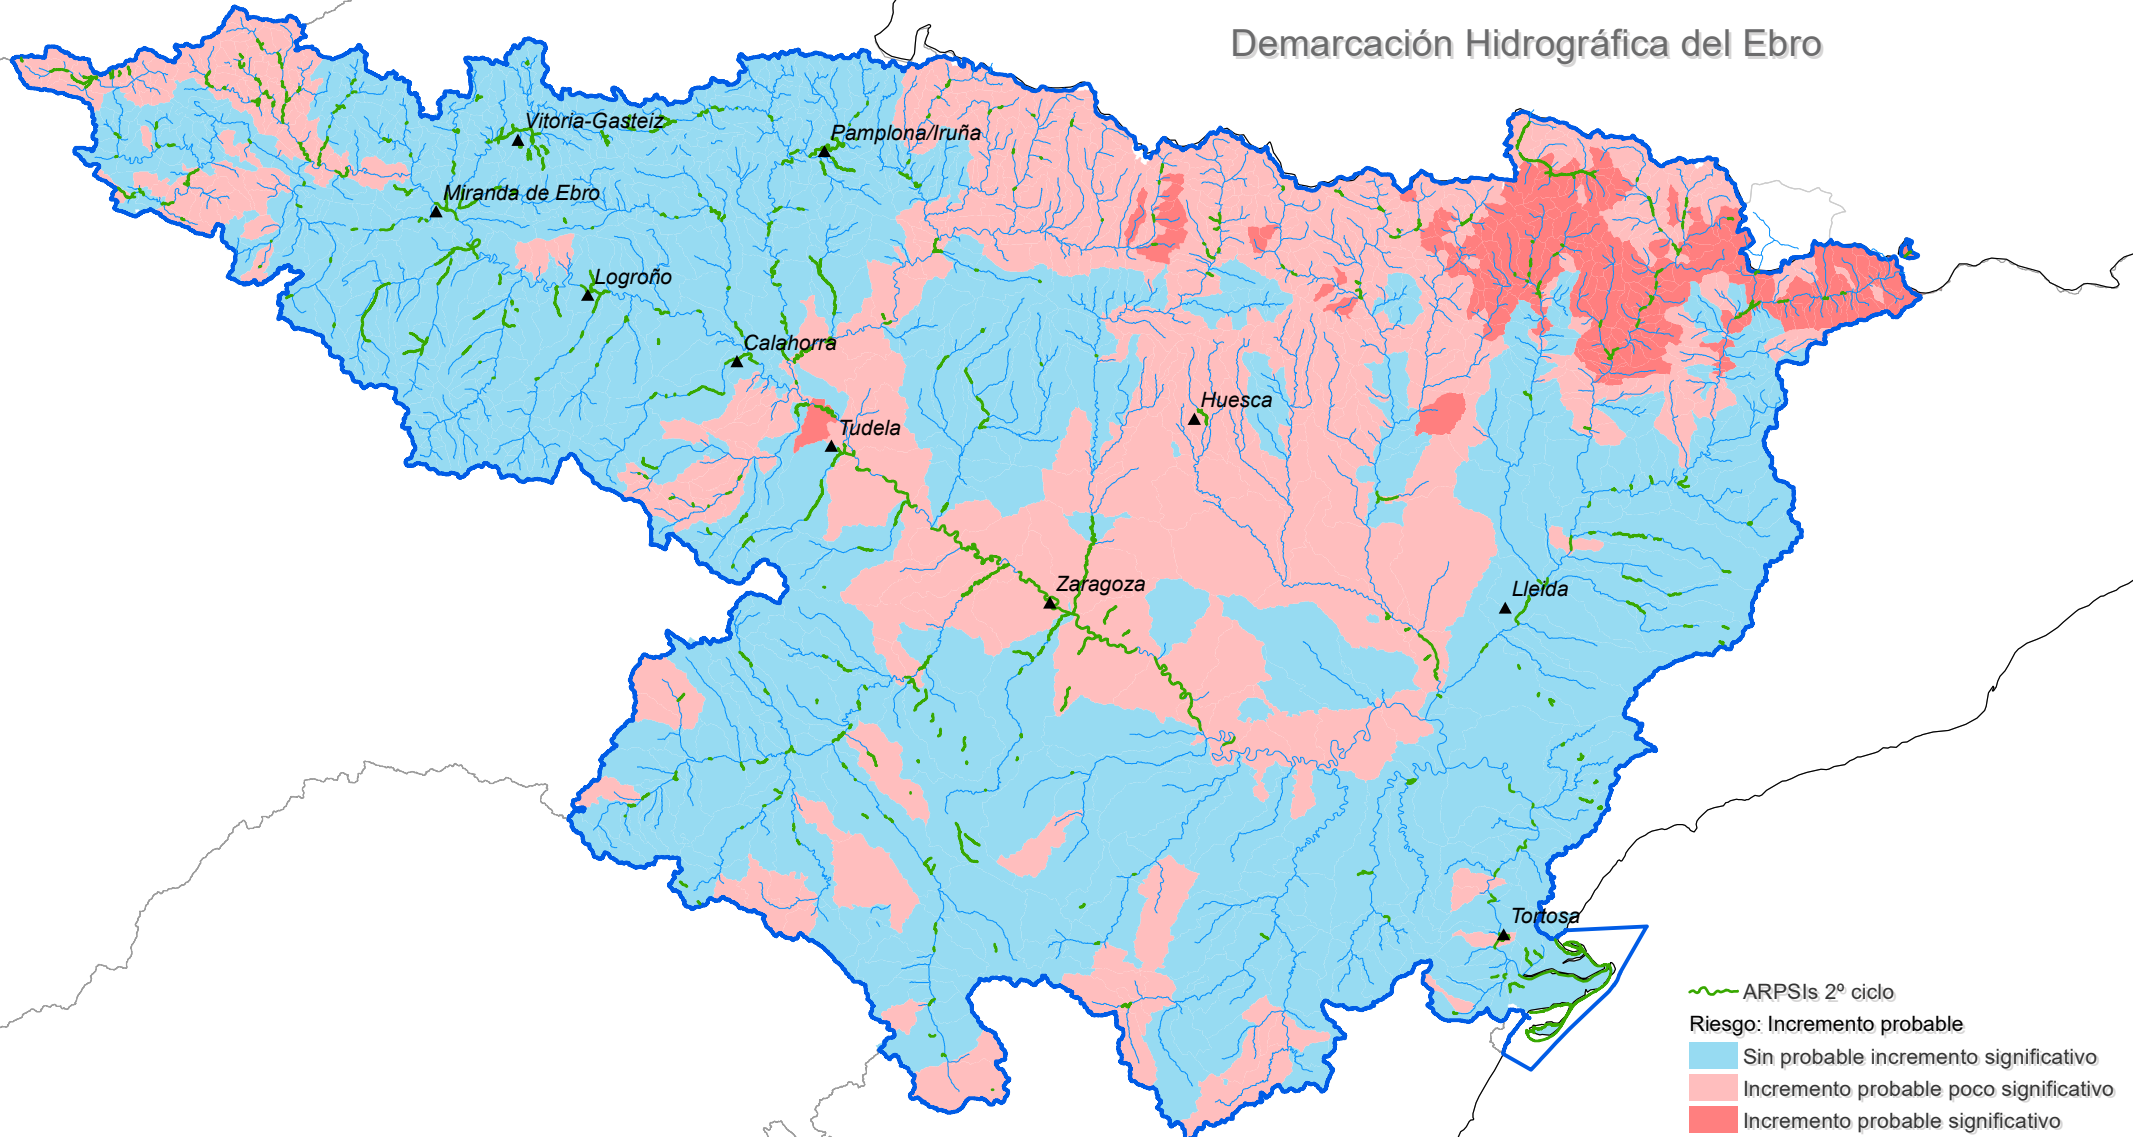 Demarcación Hidrográfica del Ebro
Vitoria-Gasteiz
Pamplona/Iruña
Miranda de Ebro
Logroño
Calahorra
Huesca
Tudela
Zaragoza
Lleida
Tortosa
ARPSIs 2º ciclo
Riesgo: Incremento probable
Sin probable incremento significativo
Incremento probable poco significativo
Incremento probable significativo